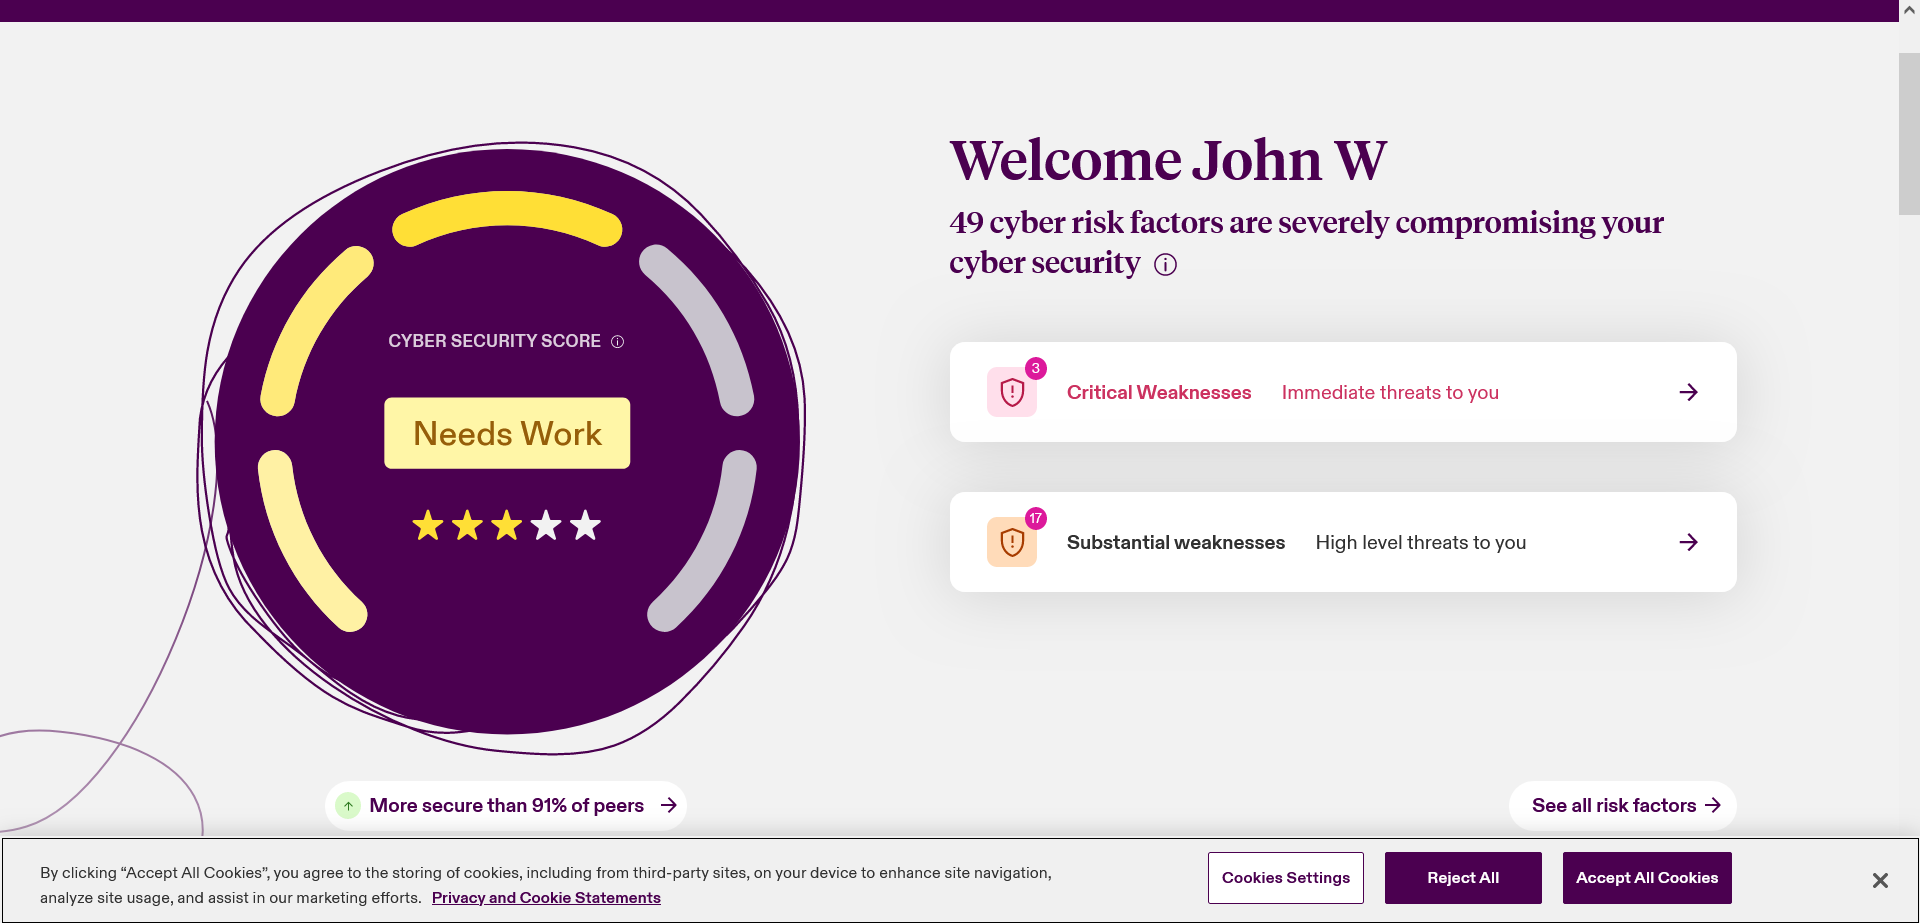 CYBER SECURITY SCORE
Needs Work
More secure than 91% of peers
Welcome John W
49 cyber risk factors are severely compromising your
cyber security
3
Critical Weaknesses Immediate threats to you
17
Substantial weaknesses High level threats to you
See all risk factors
By clicking “Accept All Cookies”, you agree to the storing of cookies, including from third-party sites, on your device to enhance site navigation,
analyze site usage, and assist in our marketing efforts. Privacy and Cookie Statements
Cookies Settings
Reject All
Accept All Cookies